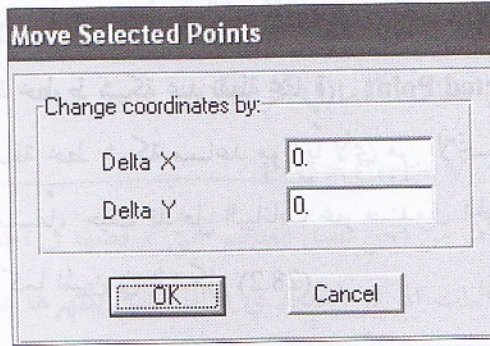 Move Selected Points
Change coordinates by:
Delta X
0.
Delta Y
0.
OK
Cancel